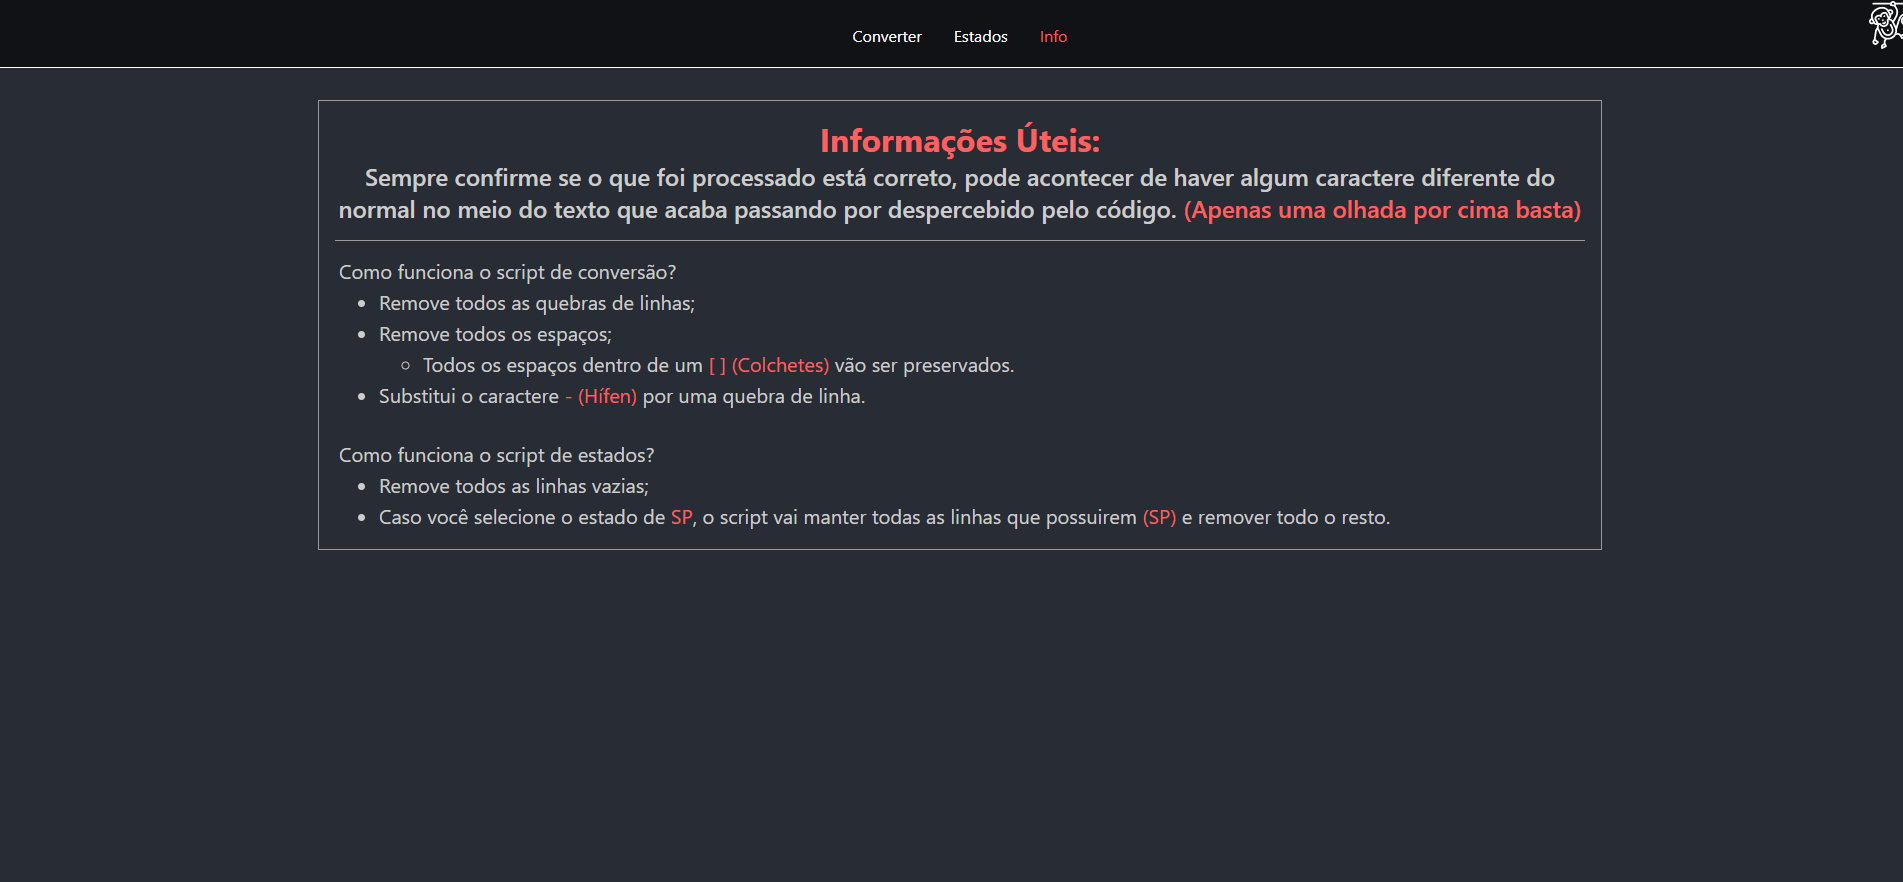 Converter Estados Info
Informações Úteis:
Sempre confirme se o que foi processado está correto, pode acontecer de haver algum caractere diferente do
normal no meio do texto que acaba passando por despercebido pelo código. (Apenas uma olhada por cima basta)
Como funciona o script de conversão?
Remove todos as quebras de linhas;
Remove todos os espaços;
Todos os espaços dentro de um [ ] (Colchetes) vão ser preservados.
Substitui o caractere - (Hífen) por uma quebra de linha.
Como funciona o script de estados?
Remove todos as linhas vazias;
Caso você selecione o estado de SP, o script vai manter todas as linhas que possuirem (SP) e remover todo o resto.